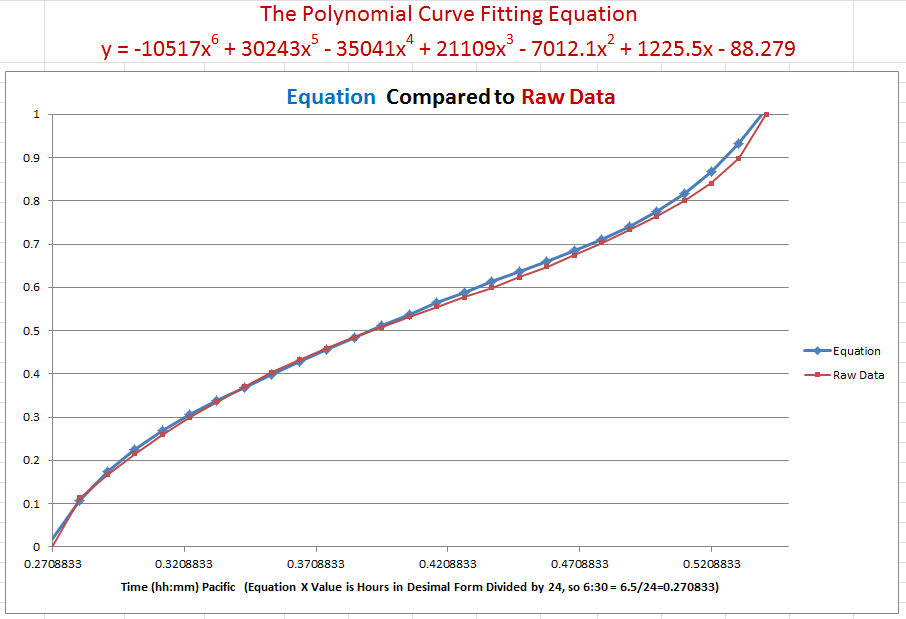 The Polynomial Curve Fitting Equation
y = -10517x⁶ + 30243x⁵ - 35041x⁴ + 21109x³ - 7012.1x² + 1225.5x - 88.279
Equation Compared to Raw Data
1
0.9
0.8
0.7
0.6
0.5
0.4
0.3
0.2
0.1
0
Equation
Raw Data
0.2708833 0.3208833 0.3708833 0.4208833 0.4708833 0.5208833
Time (hh:mm) Pacific (Equation X Value is Hours in Desimal Form Divided by 24, so 6:30 = 6.5/24=0.270833)